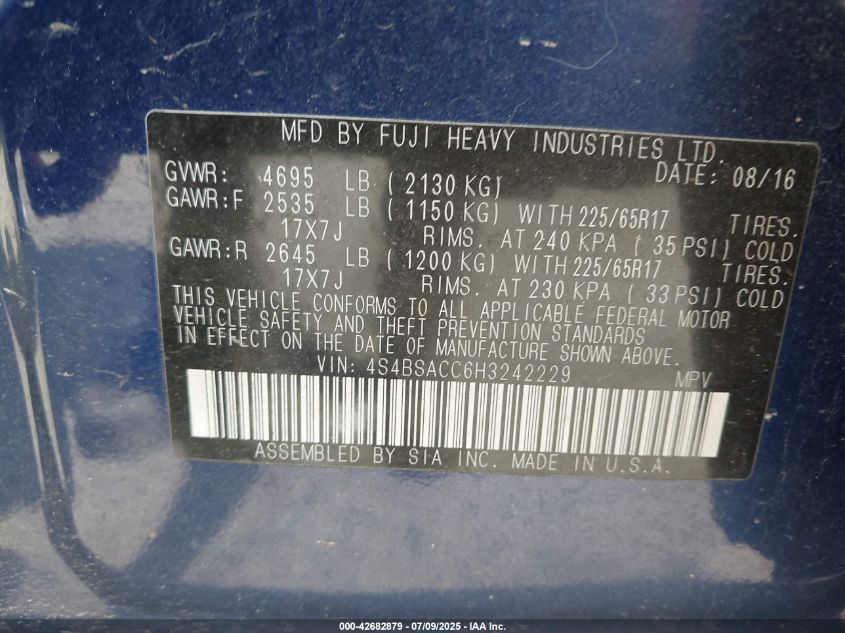 MFD BY FUJI HEAVY INDUSTRIES LTD.
GVWR: 4695 LB ( 2130 KG) DATE: 08/16
GAWR:F 2535 LB ( 1150 KG) WITH 225/65R17 TIRES.
17X7J RIMS. AT 240 KPA ( 35 PSI) COLD
GAWR:R 2645 LB ( 1200 KG) WITH 225/65R17 TIRES.
17X7J RIMS. AT 230 KPA ( 33 PSI) COLD
THIS VEHICLE CONFORMS TO ALL APPLICABLE FEDERAL MOTOR
VEHICLE SAFETY AND THEFT PREVENTION STANDARDS
IN EFFECT ON THE DATE OF MANUFACTURE SHOWN ABOVE.
VIN: 4S4BSACC6H3242229 MPV
ASSEMBLED BY SIA INC. MADE IN U.S.A.
000-42682879 - 07/09/2025 - IAA Inc.